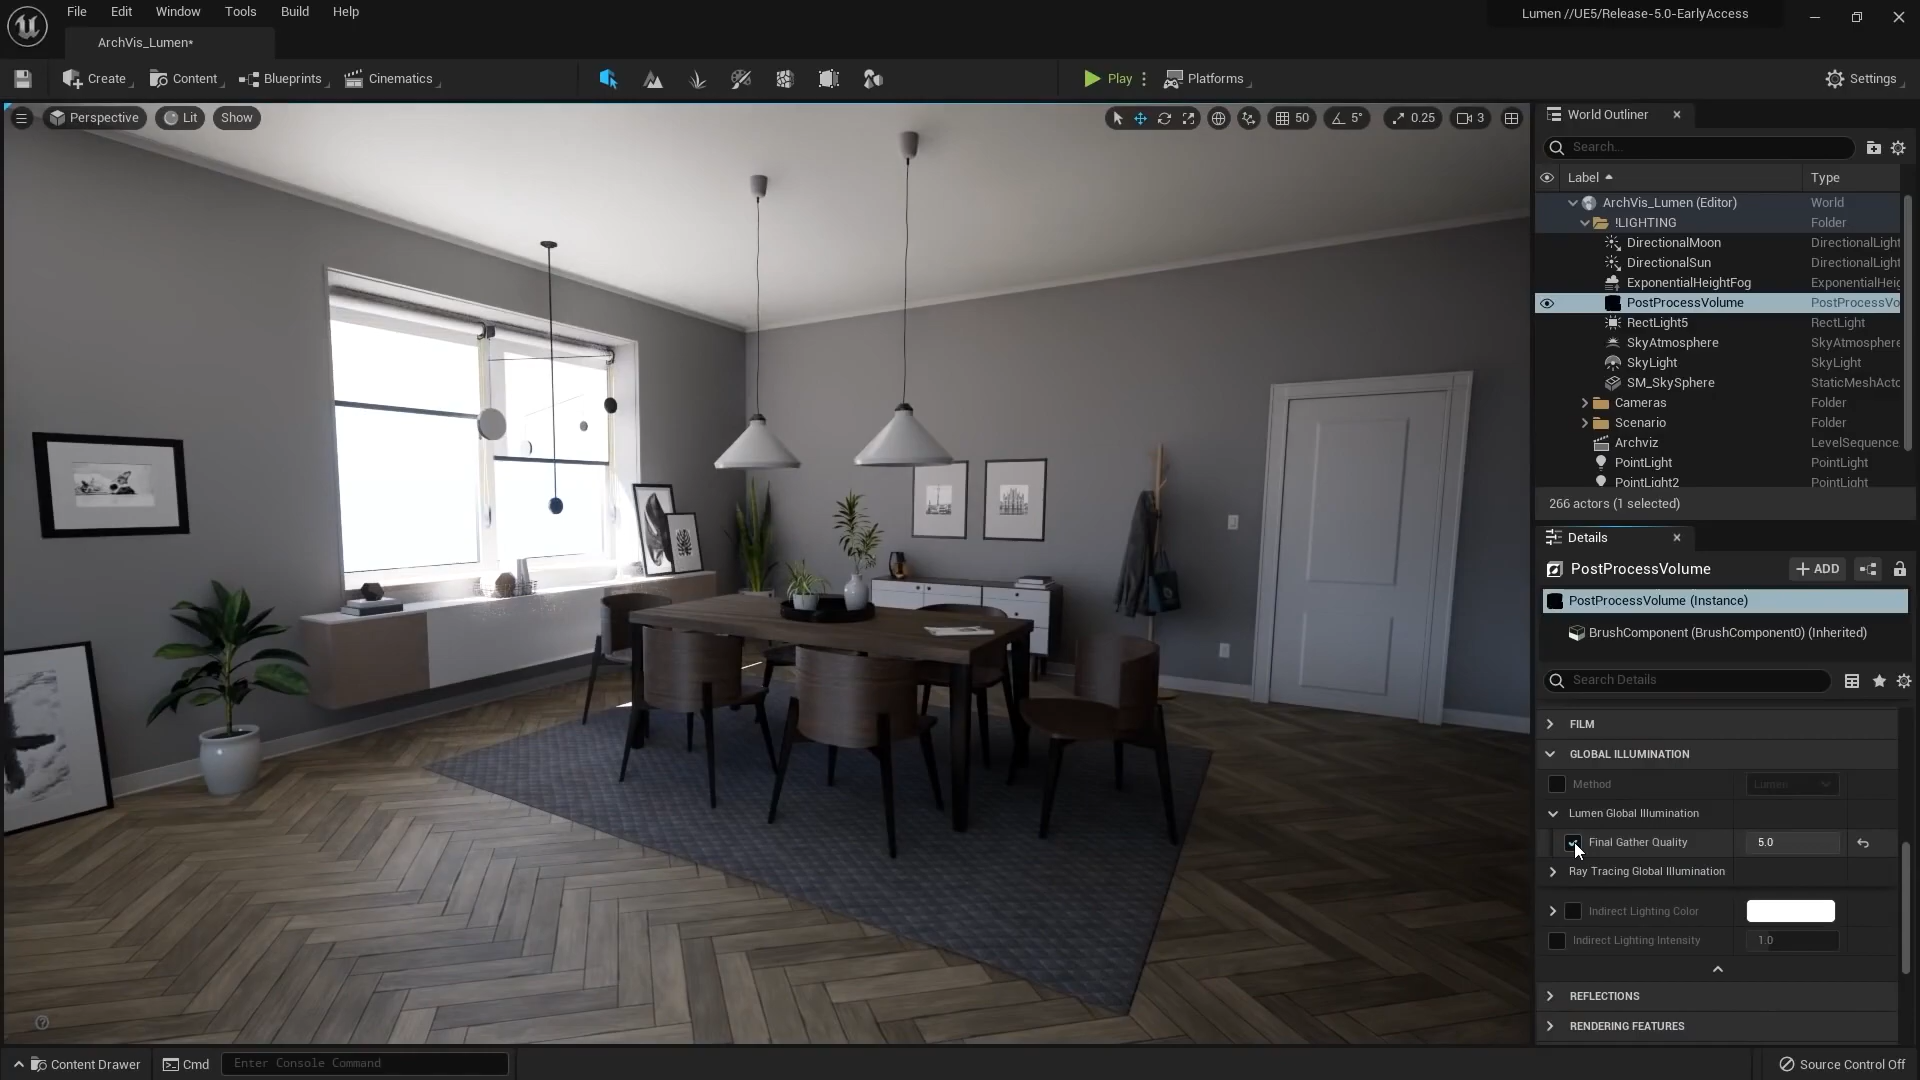 File Edit Window Tools Build Help
Lumen //UE5/Release-5.0-EarlyAccess
ArchVis_Lumen*
Create Content Blueprints Cinematics Play Platforms Settings
Perspective Lit Show 50 5° 0.25 3
World Outliner
Search...
Label Type
ArchVis_Lumen (Editor) World
!LIGHTING Folder
DirectionalMoon DirectionalLight
DirectionalSun DirectionalLight
ExponentialHeightFog ExponentialHeig
PostProcessVolume PostProcessVo
RectLight5 RectLight
SkyAtmosphere SkyAtmosphere
SkyLight SkyLight
SM_SkySphere StaticMeshActo
Cameras Folder
Scenario Folder
Archviz LevelSequence
PointLight PointLight
PointLight2 PointLight
266 actors (1 selected)
Details
PostProcessVolume + ADD
PostProcessVolume (Instance)
BrushComponent (BrushComponent0) (Inherited)
Search Details
FILM
GLOBAL ILLUMINATION
Method Lumen
Lumen Global Illumination
Final Gather Quality 5.0
Ray Tracing Global Illumination
Indirect Lighting Color
Indirect Lighting Intensity 1.0
REFLECTIONS
RENDERING FEATURES
Content Drawer Cmd Enter Console Command Source Control Off